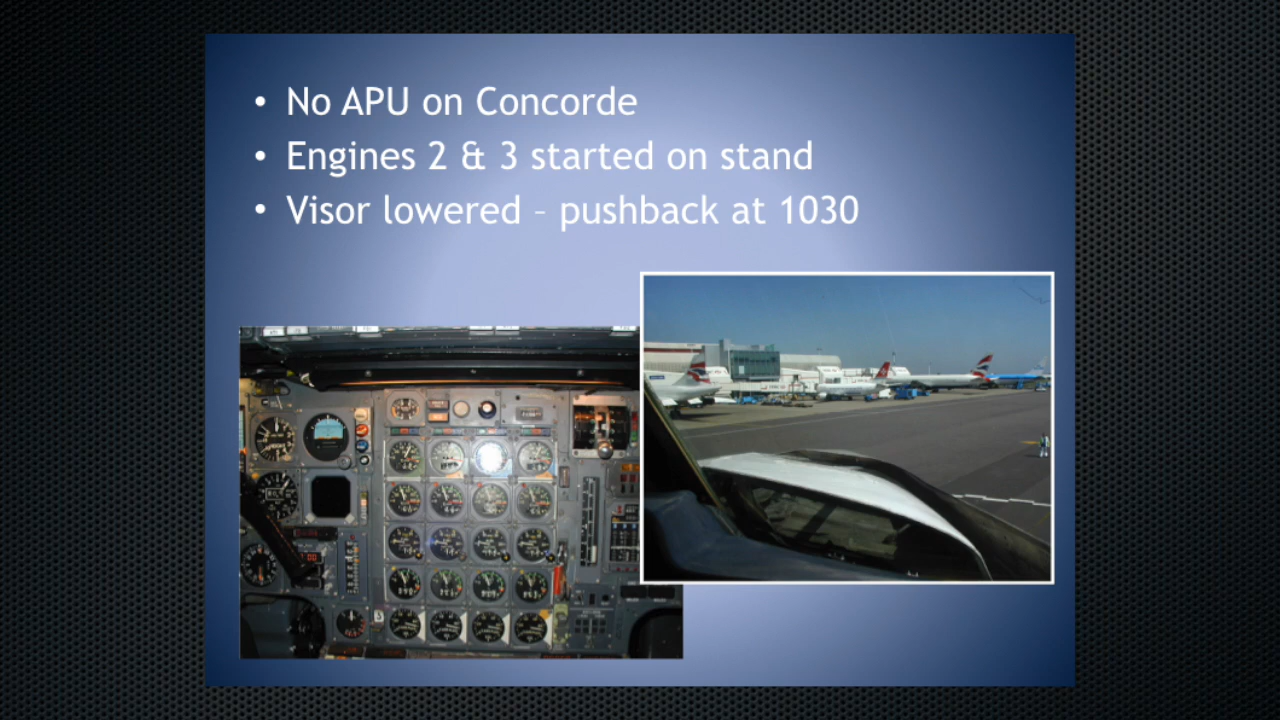 • No APU on Concorde
• Engines 2 & 3 started on stand
• Visor lowered – pushback at 1030